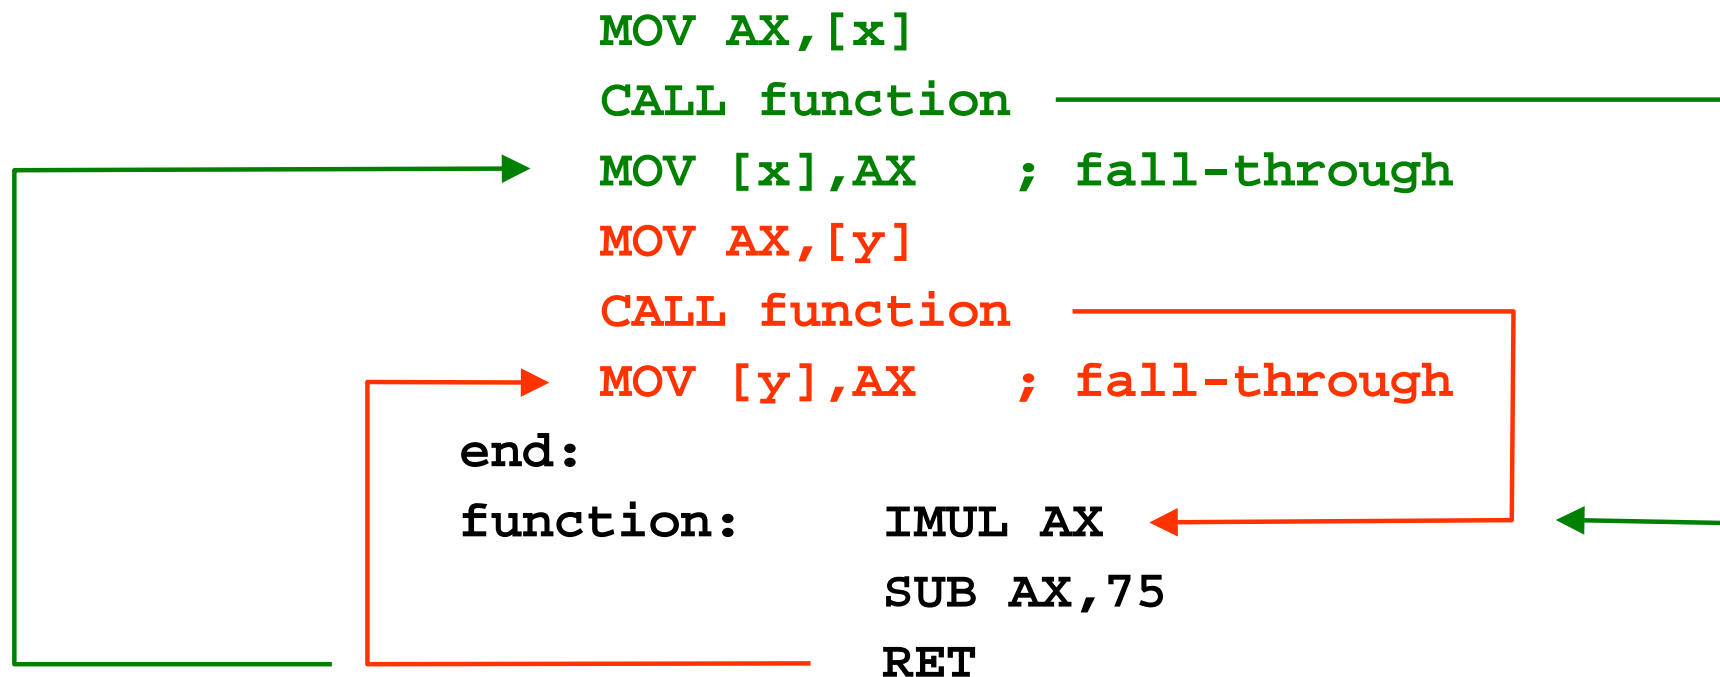 MOV AX,[x]
CALL function
MOV [x],AX   ; fall-through
MOV AX,[y]
CALL function
MOV [y],AX   ; fall-through
end:
function:    IMUL AX
SUB AX,75
RET